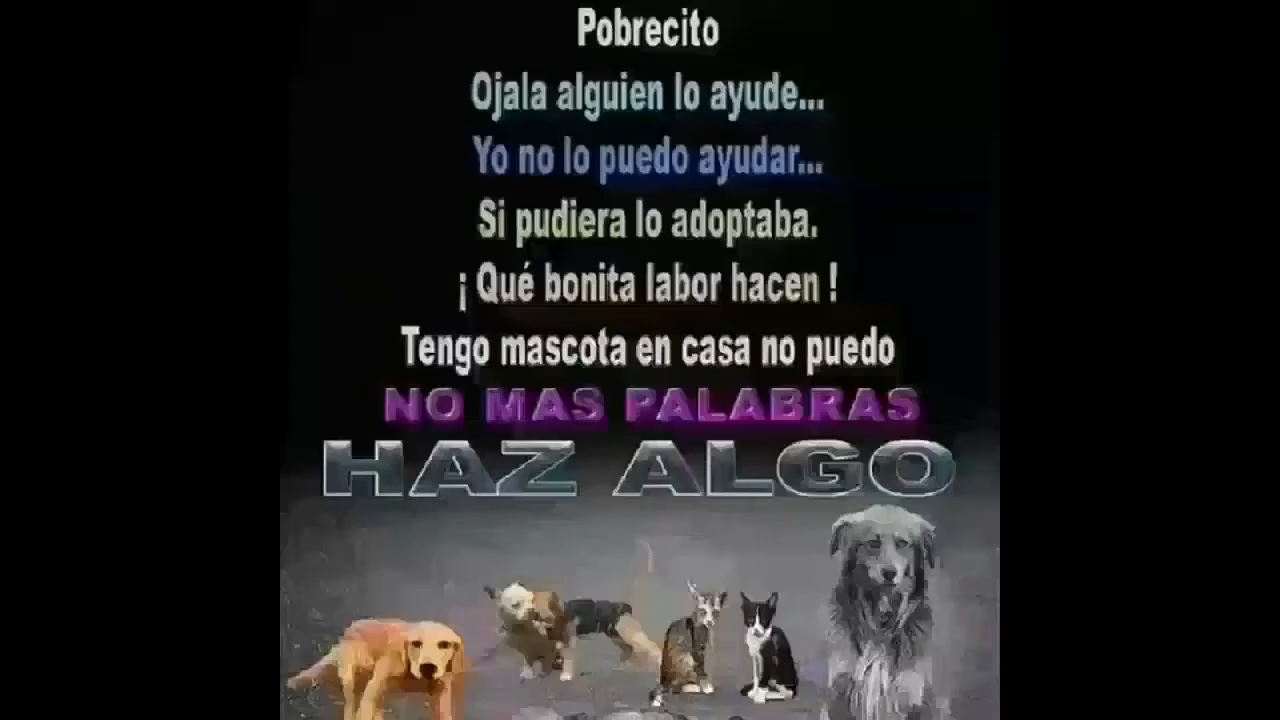 Pobrecito
Ojala alguien lo ayude...
Yo no lo puedo ayudar...
Si pudiera lo adoptaba.
¡ Qué bonita labor hacen !
Tengo mascota en casa no puedo
NO MAS PALABRAS
HAZ ALGO